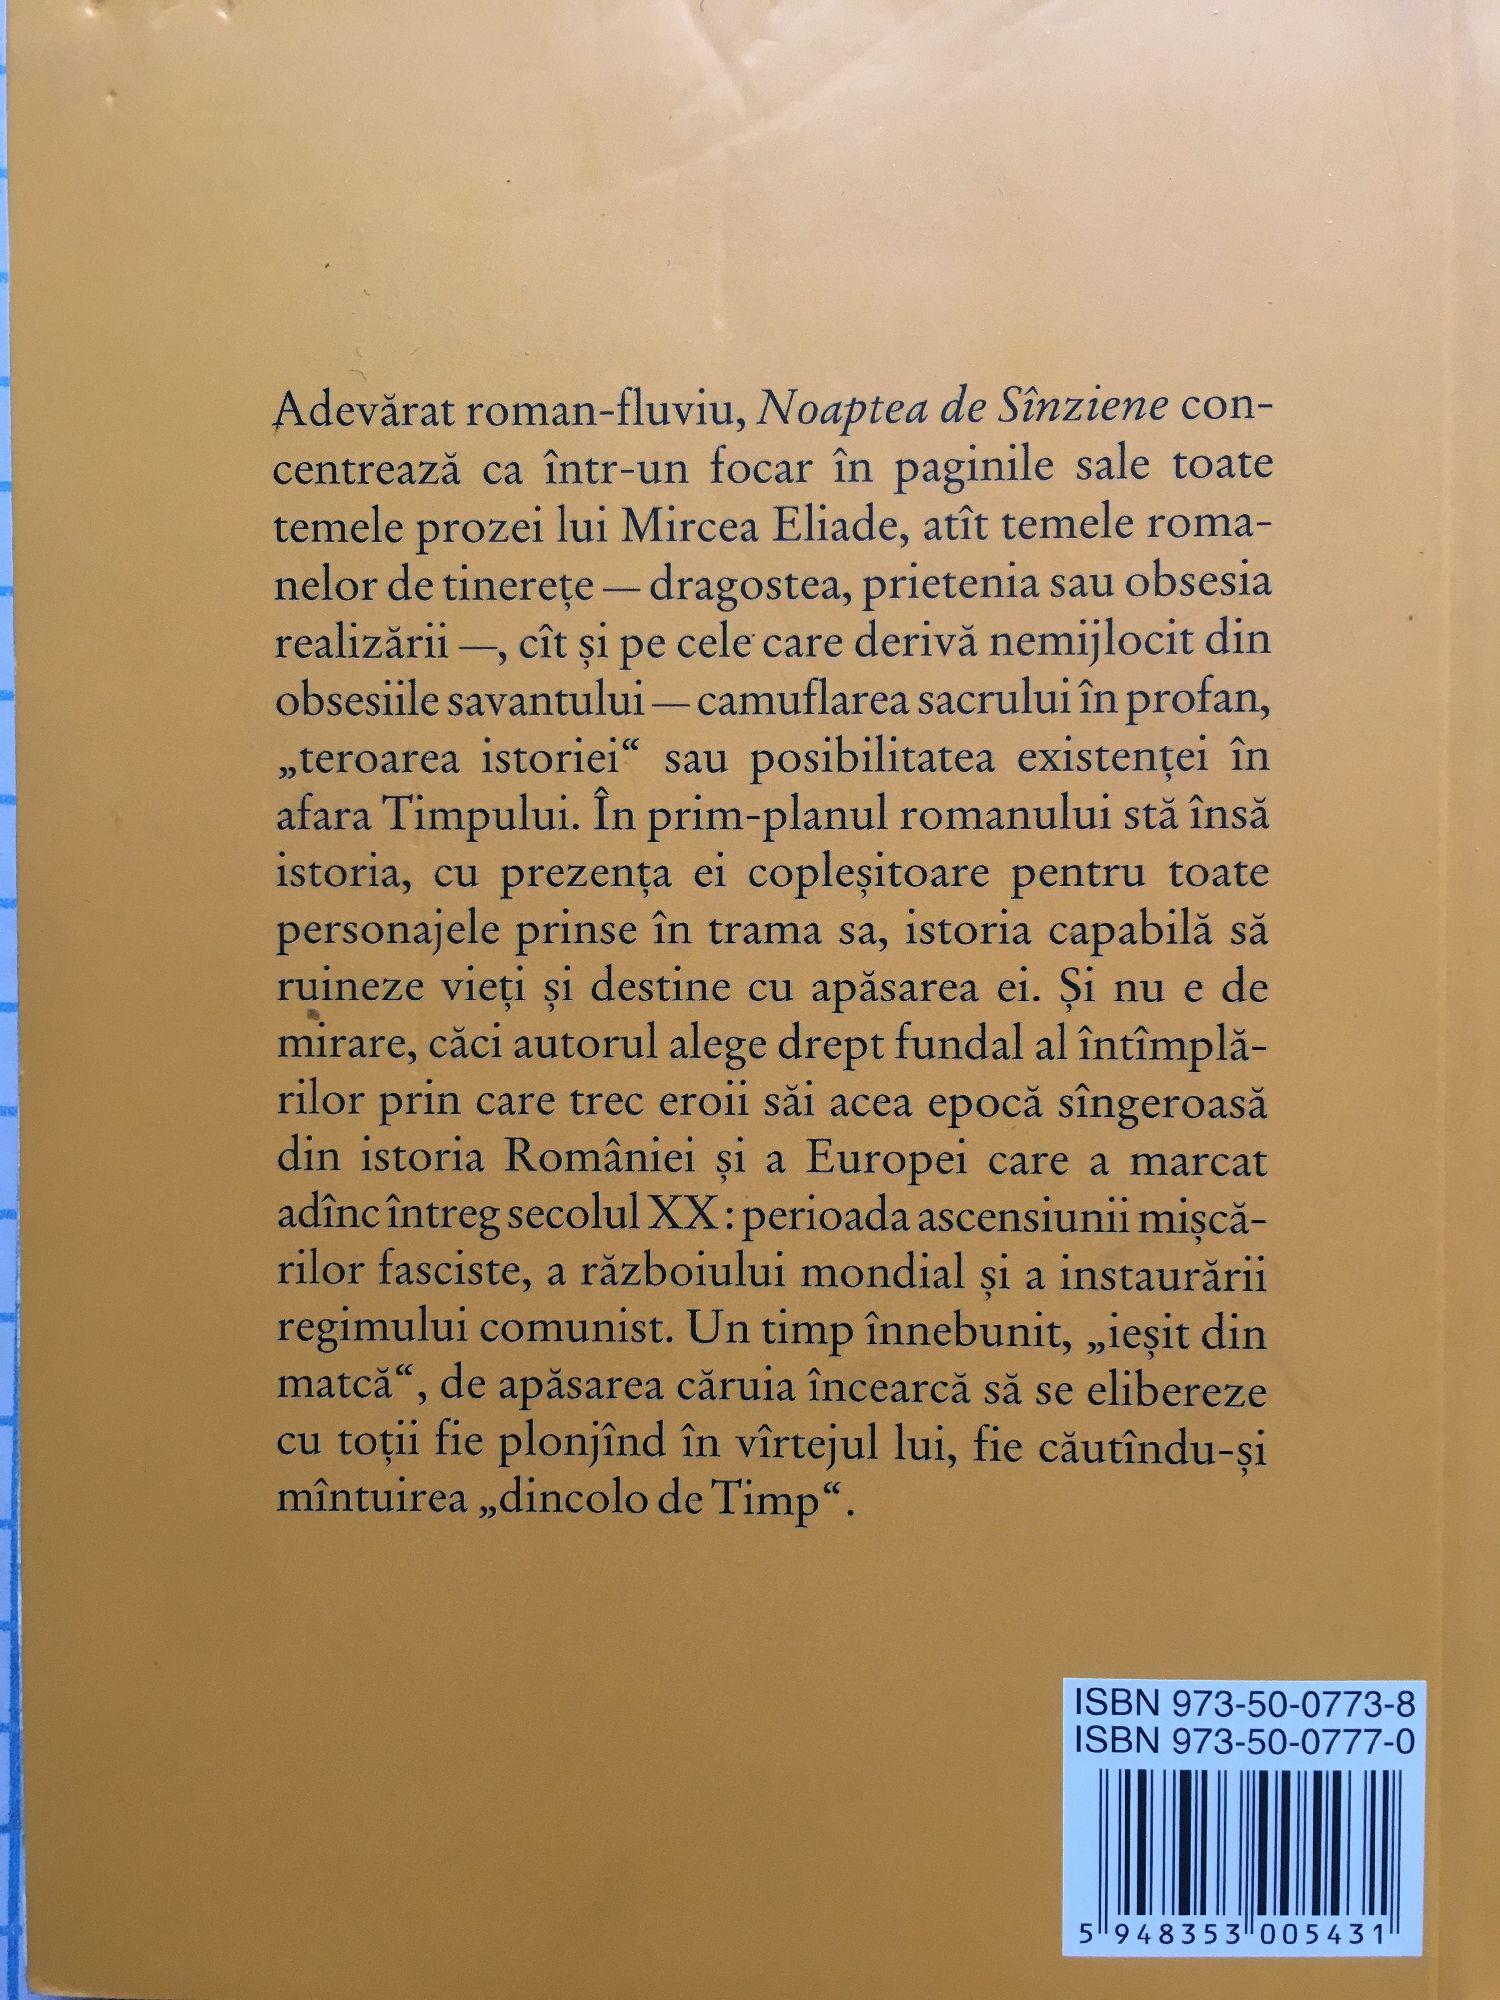 Adevărat roman-fluviu, Noaptea de Sînziene con-
centrează ca într-un focar în paginile sale toate
temele prozei lui Mircea Eliade, atît temele roma-
nelor de tinerețe — dragostea, prietenia sau obsesia
realizării —, cît și pe cele care derivă nemijlocit din
obsesiile savantului — camuflarea sacrului în profan,
„teroarea istoriei“ sau posibilitatea existenței în
afara Timpului. În prim-planul romanului stă însă
istoria, cu prezența ei copleșitoare pentru toate
personajele prinse în trama sa, istoria capabilă să
ruineze vieți și destine cu apăsarea ei. Și nu e de
mirare, căci autorul alege drept fundal al întîmplă-
rilor prin care trec eroii săi acea epocă sîngeroasă
din istoria României și a Europei care a marcat
adînc întreg secolul XX: perioada ascensiunii mișcă-
rilor fasciste, a războiului mondial și a instaurării
regimului comunist. Un timp înnebunit, „ieșit din
matcă“, de apăsarea căruia încearcă să se elibereze
cu toții fie plonjînd în vîrtejul lui, fie căutîndu-și
mîntuirea „dincolo de Timp“.
ISBN 973-50-0773-8
ISBN 973-50-0777-0
5 948353 005431